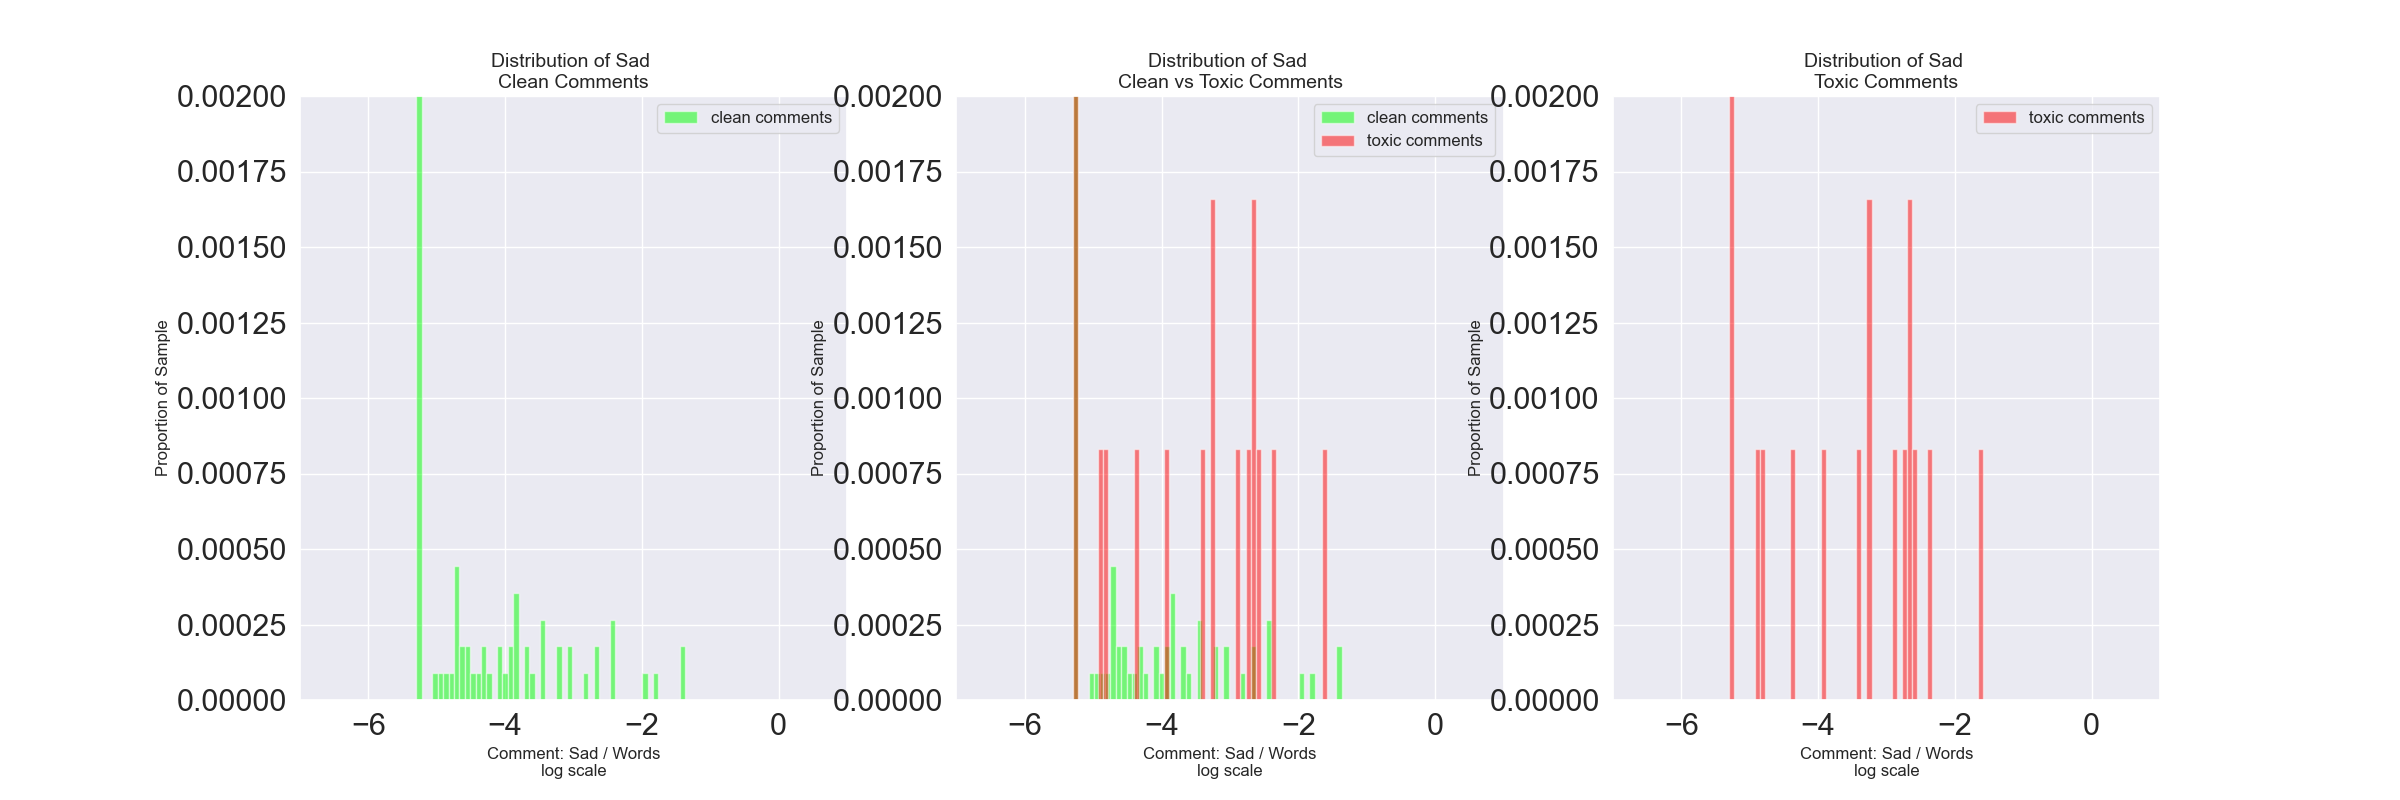 Distribution of Sad
Clean Comments
0.00200
0.00175
0.00150
0.00125
0.00100
0.00075
0.00050
0.00025
0.00000
Proportion of Sample
clean comments
−6
−4
−2
0
Comment: Sad / Words
log scale
Distribution of Sad
Clean vs Toxic Comments
0.00200
0.00175
0.00150
0.00125
0.00100
0.00075
0.00050
0.00025
0.00000
Proportion of Sample
clean comments
toxic comments
−6
−4
−2
0
Comment: Sad / Words
log scale
Distribution of Sad
Toxic Comments
0.00200
0.00175
0.00150
0.00125
0.00100
0.00075
0.00050
0.00025
0.00000
Proportion of Sample
toxic comments
−6
−4
−2
0
Comment: Sad / Words
log scale